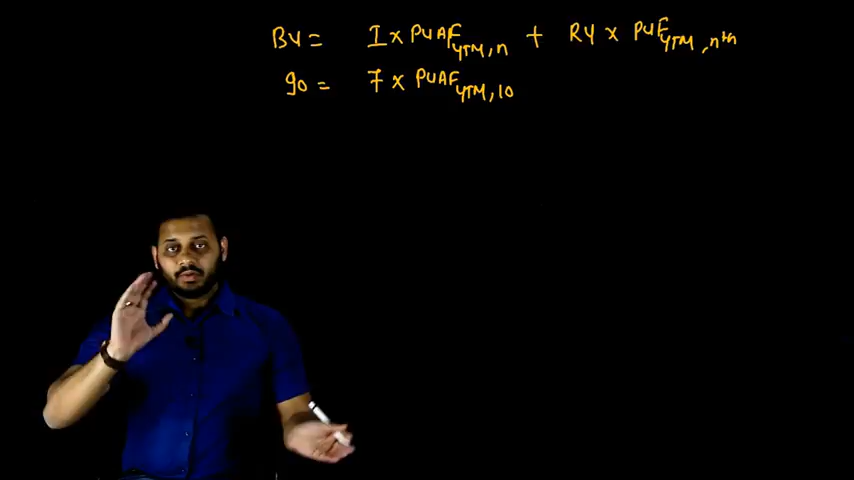 BV = I x PVAF YTM, n + RV x PVF YTM, nth
90 = 7 x PVAF YTM, 10